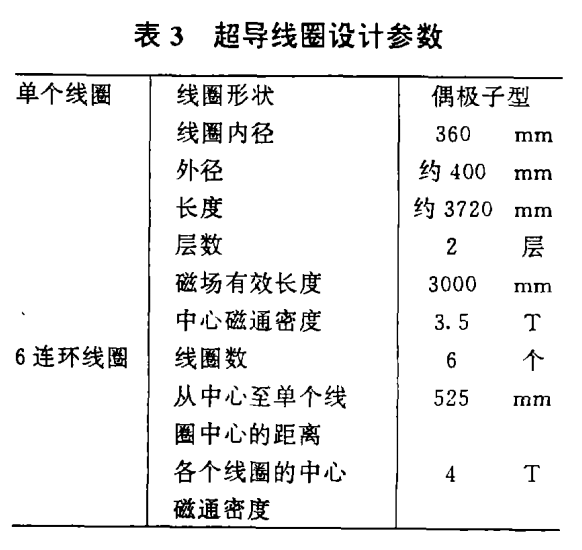 表 3 超导线圈设计参数
单个线圈 线圈形状 偶极子型
线圈内径 360 mm
外径 约 400 mm
长度 约 3720 mm
层数 2 层
磁场有效长度 3000 mm
中心磁通密度 3.5 T
6 连环线圈 线圈数 6 个
从中心至单个线 525 mm
圈中心的距离
各个线圈的中心 4 T
磁通密度